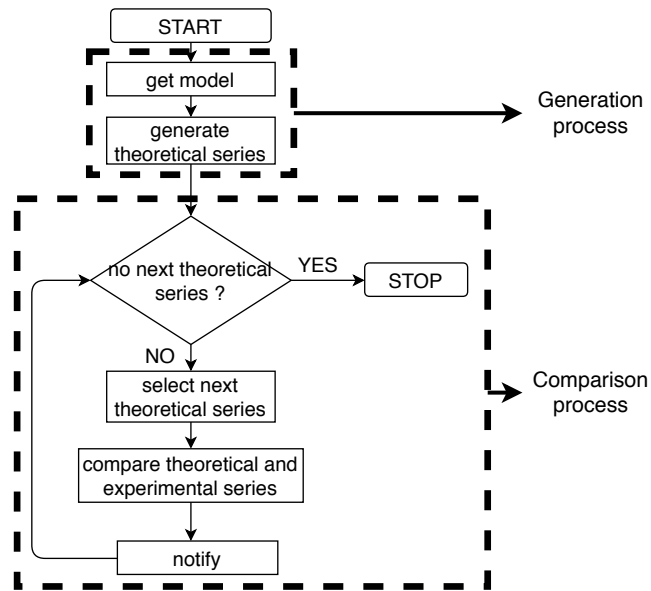 START
get model
generate
theoretical series
Generation
process
no next theoretical
series ?
YES
STOP
NO
select next
theoretical series
Comparison
process
compare theoretical and
experimental series
notify